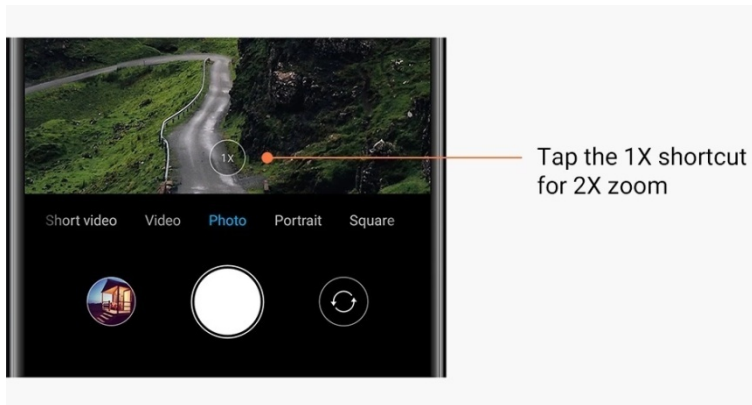 1X
Tap the 1X shortcut
for 2X zoom
Short video Video Photo Portrait Square